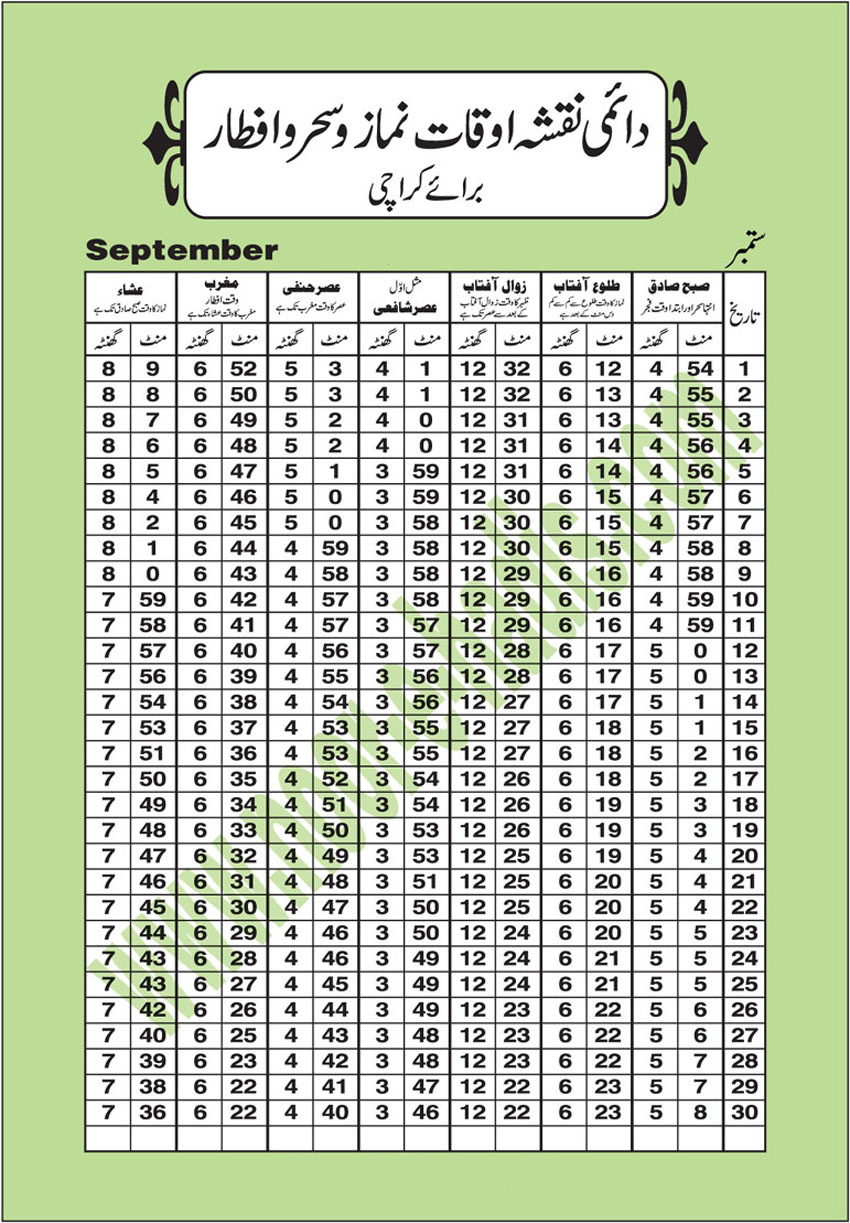 دائمی نقشہ اوقات نماز و سحر و افطار
برائے کراچی
September ستمبر
تاریخ صبح صادق طلوع آفتاب زوال آفتاب مثل اوّل عصر شافعی عصر حنفی مغرب عشاء
انتہا سحر اور ابتدا وقت فجر نماز کا وقت طلوع سے کم سے کم دس منٹ کے بعد ہے ظہر کا وقت زوال آفتاب کے بعد سے عصر تک ہے عصر کا وقت مغرب تک ہے وقت افطار مغرب کا وقت عشاء تک ہے نماز کا وقت صبح صادق تک ہے
گھنٹہ منٹ گھنٹہ منٹ گھنٹہ منٹ گھنٹہ منٹ گھنٹہ منٹ گھنٹہ منٹ گھنٹہ منٹ
8 9 6 52 5 3 4 1 12 32 6 12 4 54 1
8 8 6 50 5 3 4 1 12 32 6 13 4 55 2
8 7 6 49 5 2 4 0 12 31 6 13 4 55 3
8 6 6 48 5 2 4 0 12 31 6 14 4 56 4
8 5 6 47 5 1 3 59 12 31 6 14 4 56 5
8 4 6 46 5 0 3 59 12 30 6 15 4 57 6
8 2 6 45 5 0 3 58 12 30 6 15 4 57 7
8 1 6 44 4 59 3 58 12 30 6 15 4 58 8
8 0 6 43 4 58 3 58 12 29 6 16 4 58 9
7 59 6 42 4 57 3 58 12 29 6 16 4 59 10
7 58 6 41 4 57 3 57 12 29 6 16 4 59 11
7 57 6 40 4 56 3 57 12 28 6 17 5 0 12
7 56 6 39 4 55 3 56 12 28 6 17 5 0 13
7 54 6 38 4 54 3 56 12 27 6 17 5 1 14
7 53 6 37 4 53 3 55 12 27 6 18 5 1 15
7 51 6 36 4 53 3 55 12 27 6 18 5 2 16
7 50 6 35 4 52 3 54 12 26 6 18 5 2 17
7 49 6 34 4 51 3 54 12 26 6 19 5 3 18
7 48 6 33 4 50 3 53 12 26 6 19 5 3 19
7 47 6 32 4 49 3 53 12 25 6 19 5 4 20
7 46 6 31 4 48 3 51 12 25 6 20 5 4 21
7 45 6 30 4 47 3 50 12 25 6 20 5 4 22
7 44 6 29 4 46 3 50 12 24 6 20 5 5 23
7 43 6 28 4 46 3 49 12 24 6 21 5 5 24
7 43 6 27 4 45 3 49 12 24 6 21 5 5 25
7 42 6 26 4 44 3 49 12 23 6 22 5 6 26
7 40 6 25 4 43 3 48 12 23 6 22 5 6 27
7 39 6 23 4 42 3 48 12 23 6 22 5 7 28
7 38 6 22 4 41 3 47 12 22 6 23 5 7 29
7 36 6 22 4 40 3 46 12 22 6 23 5 8 30